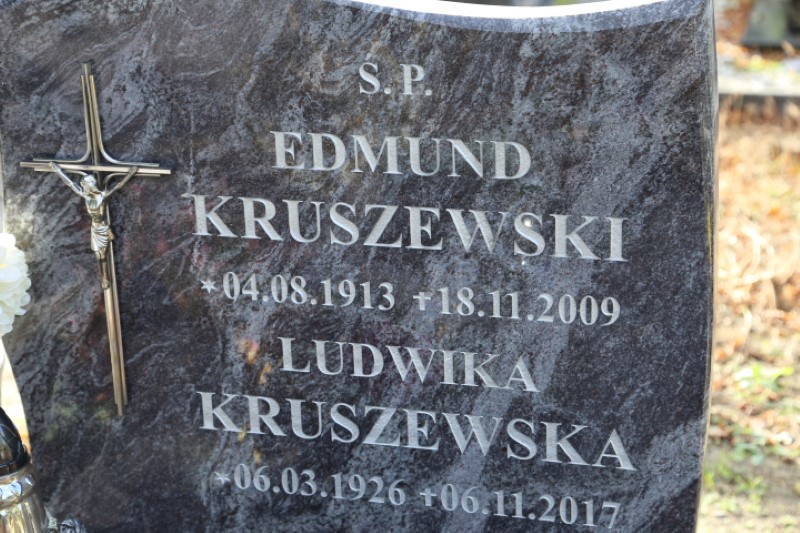 S.P.
EDMUND
KRUSZEWSKI
*04.08.1913 +18.11.2009
LUDWIKA
KRUSZEWSKA
*06.03.1926 +06.11.2017